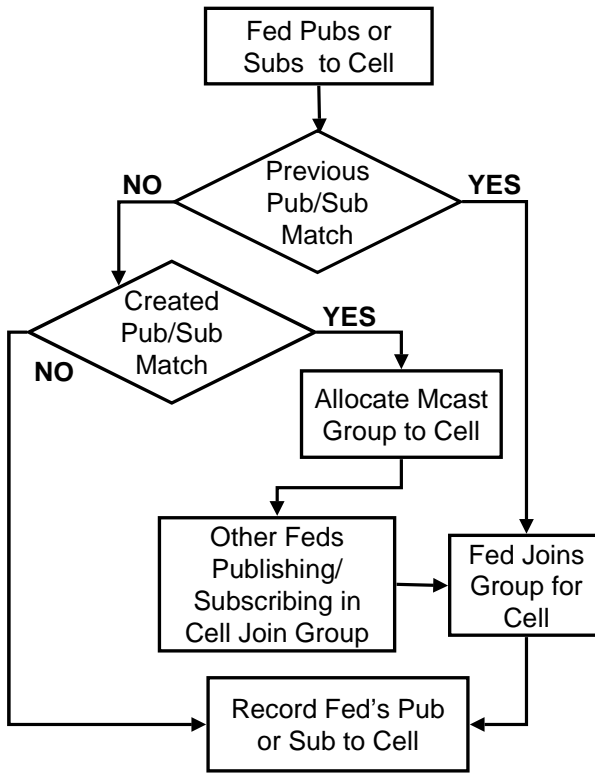 Fed Pubs or
Subs to Cell
Previous
Pub/Sub
Match
NO
YES
Created
Pub/Sub
Match
YES
NO
Allocate Mcast
Group to Cell
Other Feds
Publishing/
Subscribing in
Cell Join Group
Fed Joins
Group for
Cell
Record Fed's Pub
or Sub to Cell